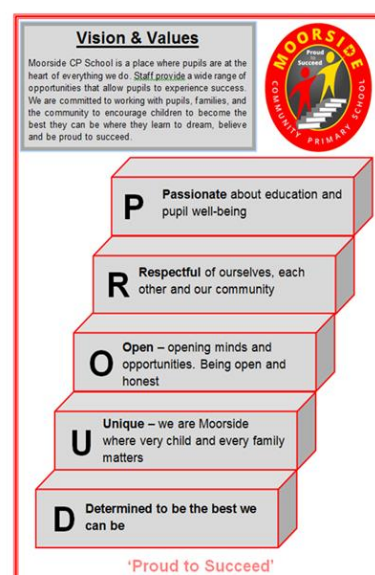 Vision & Values
Moorside CP School is a place where pupils are at the
heart of everything we do. Staff provide a wide range of
opportunities that allow pupils to experience success.
We are committed to working with pupils, families, and
the community to encourage children to become the
best they can be where they learn to dream, believe
and be proud to succeed.
MOORSIDE
Proud
to
Succeed
COMMUNITY PRIMARY SCHOOL
P Passionate about education and
pupil well-being
R Respectful of ourselves, each
other and our community
O Open – opening minds and
opportunities. Being open and
honest
U Unique – we are Moorside
where very child and every family
matters
D Determined to be the best we
can be
'Proud to Succeed'